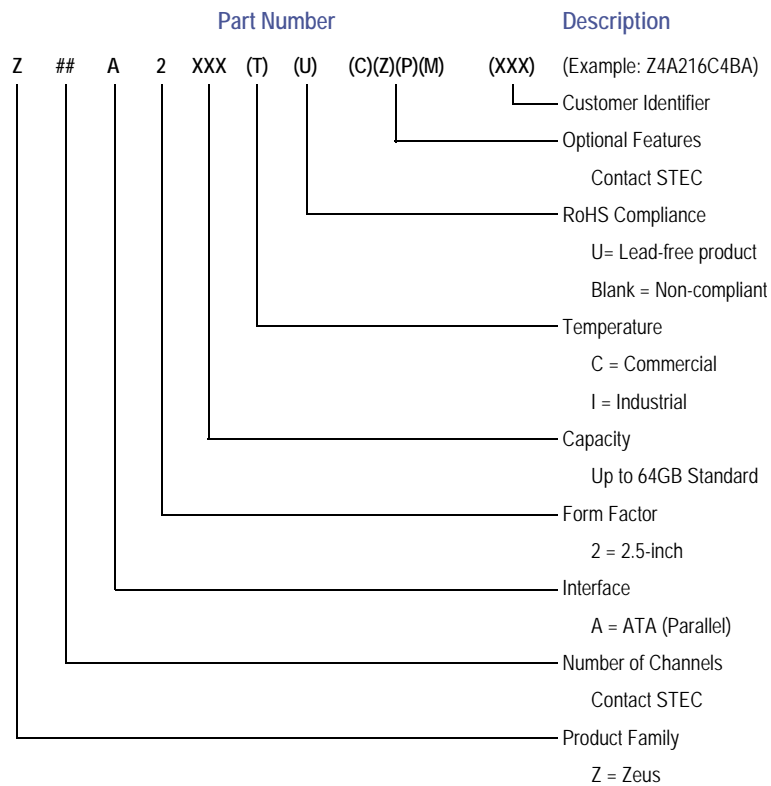 Part Number Description
Z ## A 2 XXX (T) (U) (C)(Z)(P)(M) (XXX) (Example: Z4A216C4BA)
Customer Identifier
Optional Features
Contact STEC
RoHS Compliance
U= Lead-free product
Blank = Non-compliant
Temperature
C = Commercial
I = Industrial
Capacity
Up to 64GB Standard
Form Factor
2 = 2.5-inch
Interface
A = ATA (Parallel)
Number of Channels
Contact STEC
Product Family
Z = Zeus